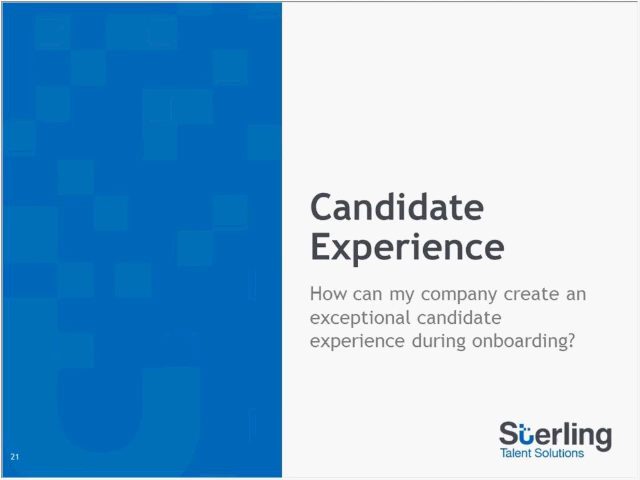 Candidate
Experience
How can my company create an
exceptional candidate
experience during onboarding?
Sterling
Talent Solutions
21